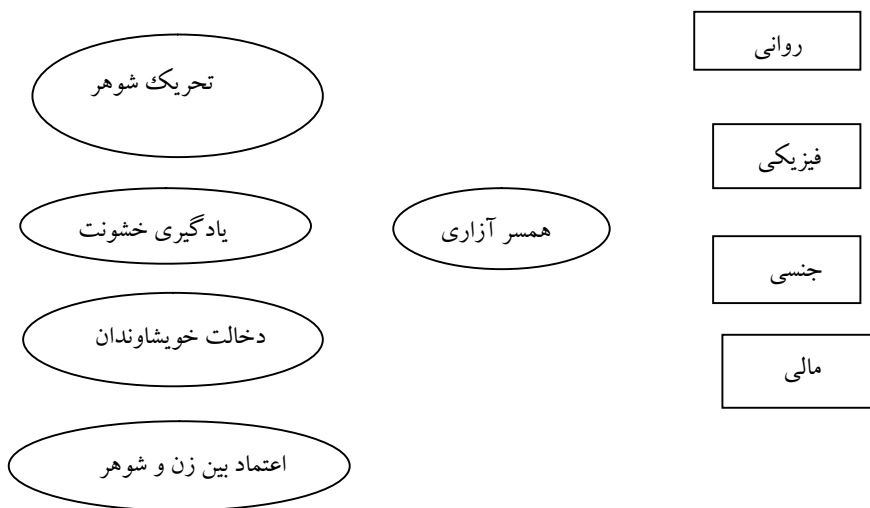 روانی
تحریک شوهر
فیزیکی
یادگیری خشونت
همسر آزاری
جنسی
دخالت خویشاوندان
مالی
اعتماد بین زن و شوهر